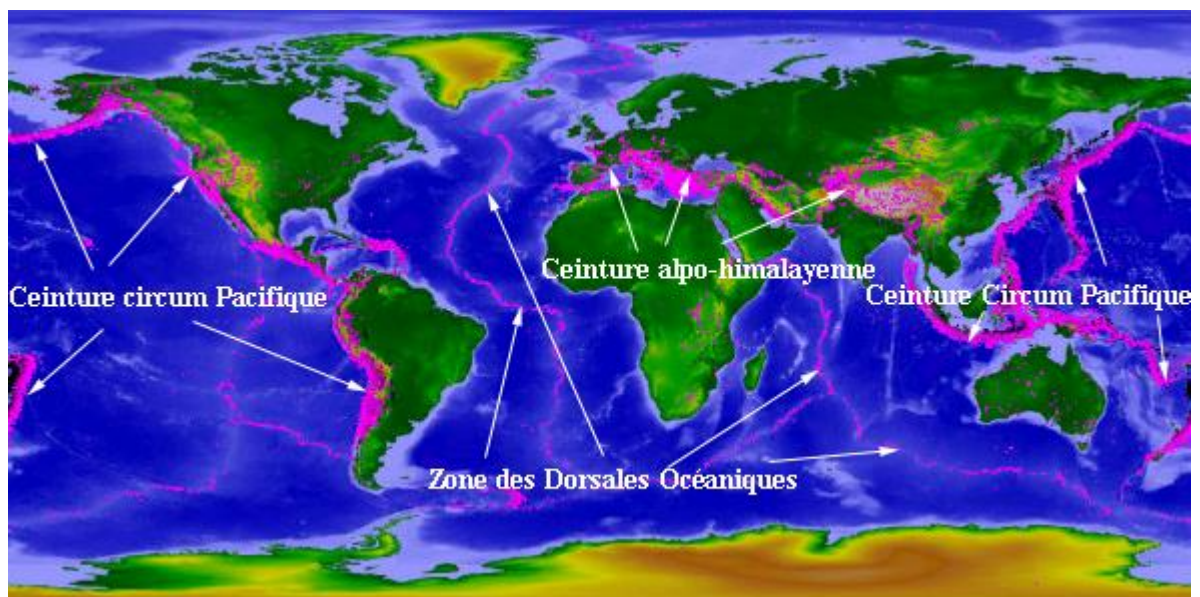 Ceinture alpo-himalayenne
Ceinture circum Pacifique
Ceinture Circum Pacifique
Zone des Dorsales Océaniques